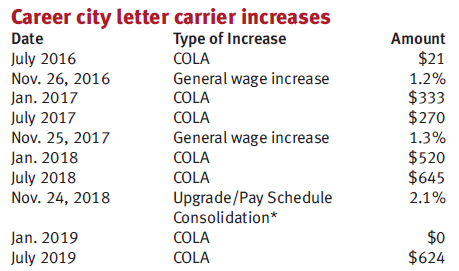 Career city letter carrier increases
Date Type of Increase Amount
July 2016 COLA $21
Nov. 26, 2016 General wage increase 1.2%
Jan. 2017 COLA $333
July 2017 COLA $270
Nov. 25, 2017 General wage increase 1.3%
Jan. 2018 COLA $520
July 2018 COLA $645
Nov. 24, 2018 Upgrade/Pay Schedule 2.1%
Consolidation*
Jan. 2019 COLA $0
July 2019 COLA $624